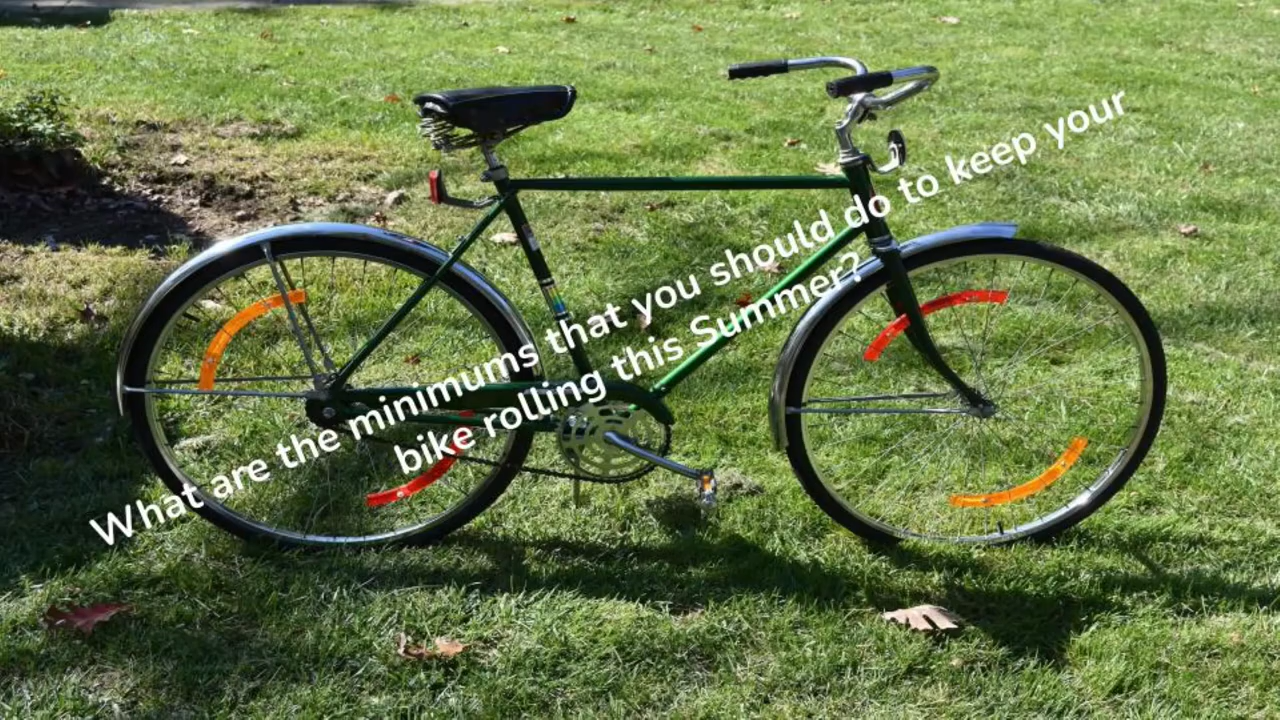 What are the minimums that you should do to keep your
bike rolling this Summer?